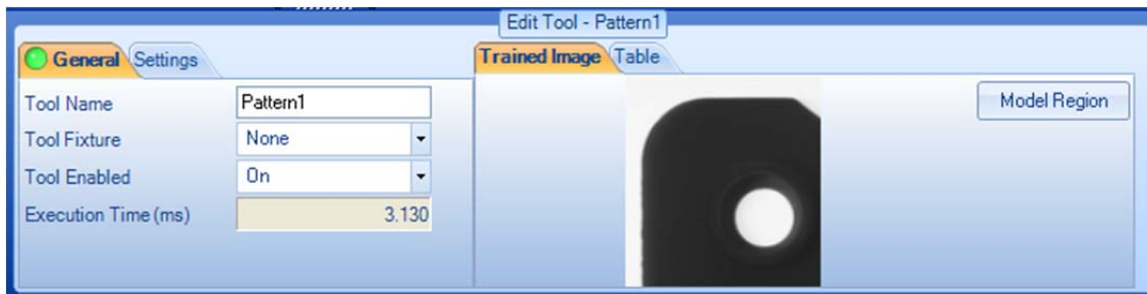 Edit Tool - Pattern1
General Settings
Tool Name Pattern1
Tool Fixture None
Tool Enabled On
Execution Time (ms) 3.130
Trained Image Table
Model Region